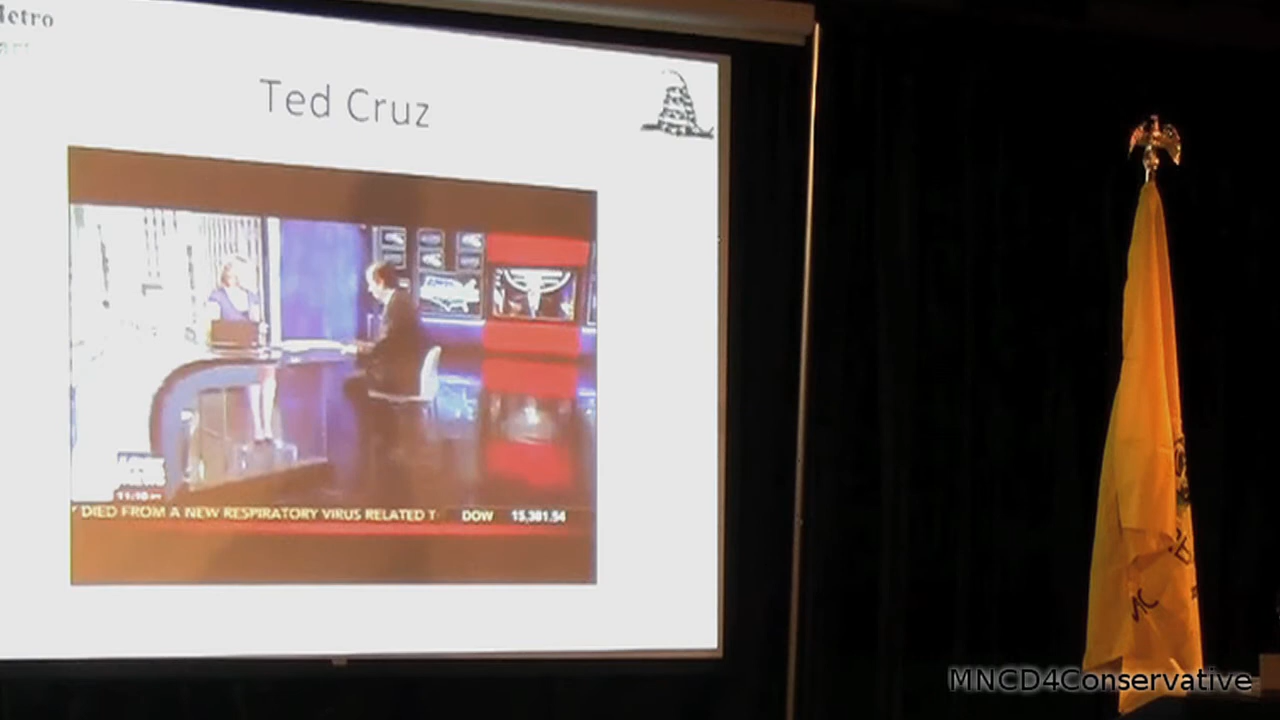 Metro
Ted Cruz
DIED FROM A NEW RESPIRATORY VIRUS RELATED T
DOW 15,381.54
MNCD4Conservative